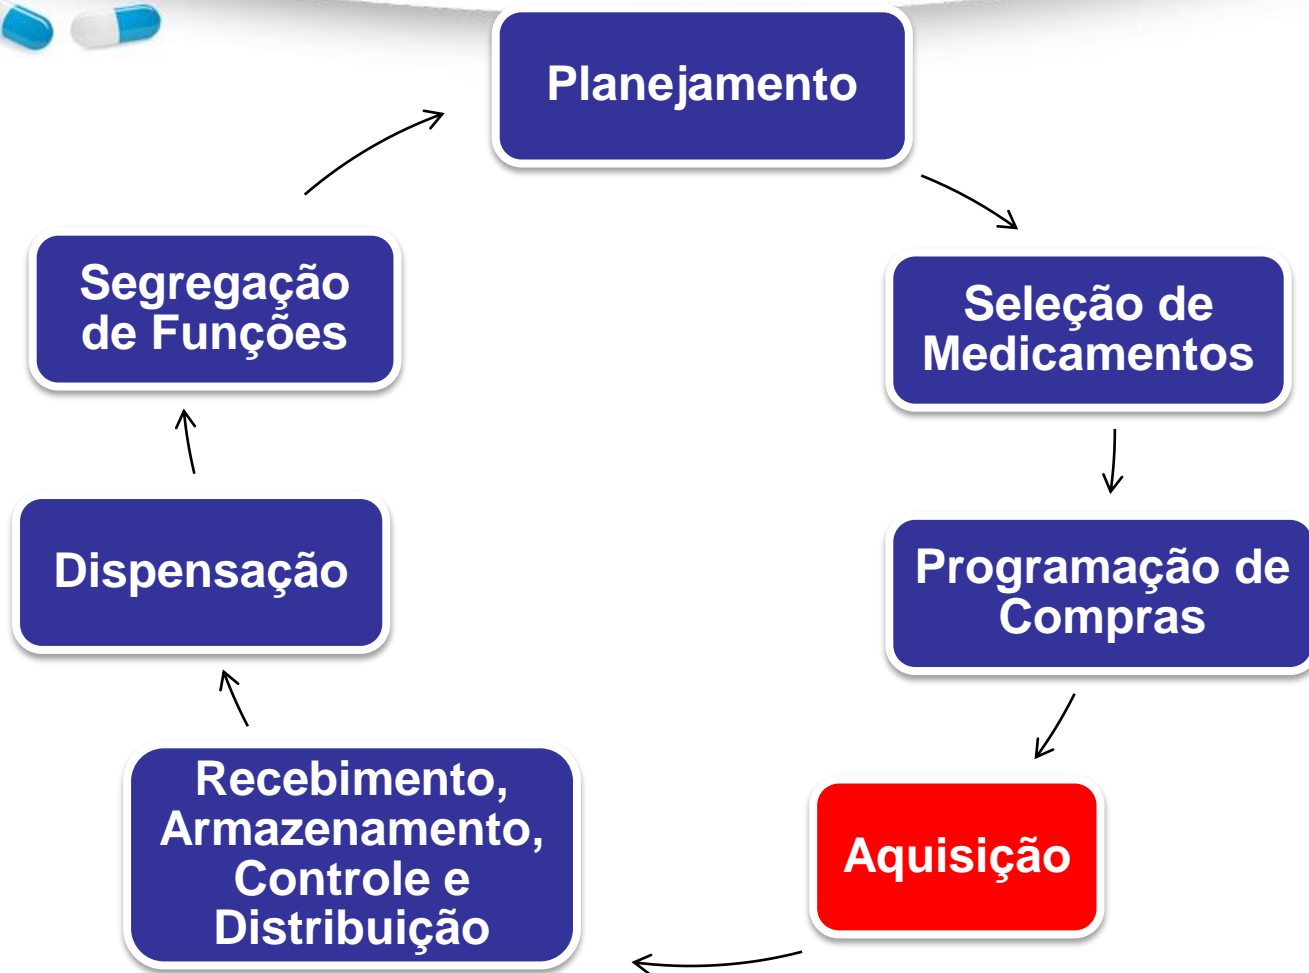 Planejamento
Seleção de
Medicamentos
Programação de
Compras
Aquisição
Recebimento,
Armazenamento,
Controle e
Distribuição
Dispensação
Segregação
de Funções